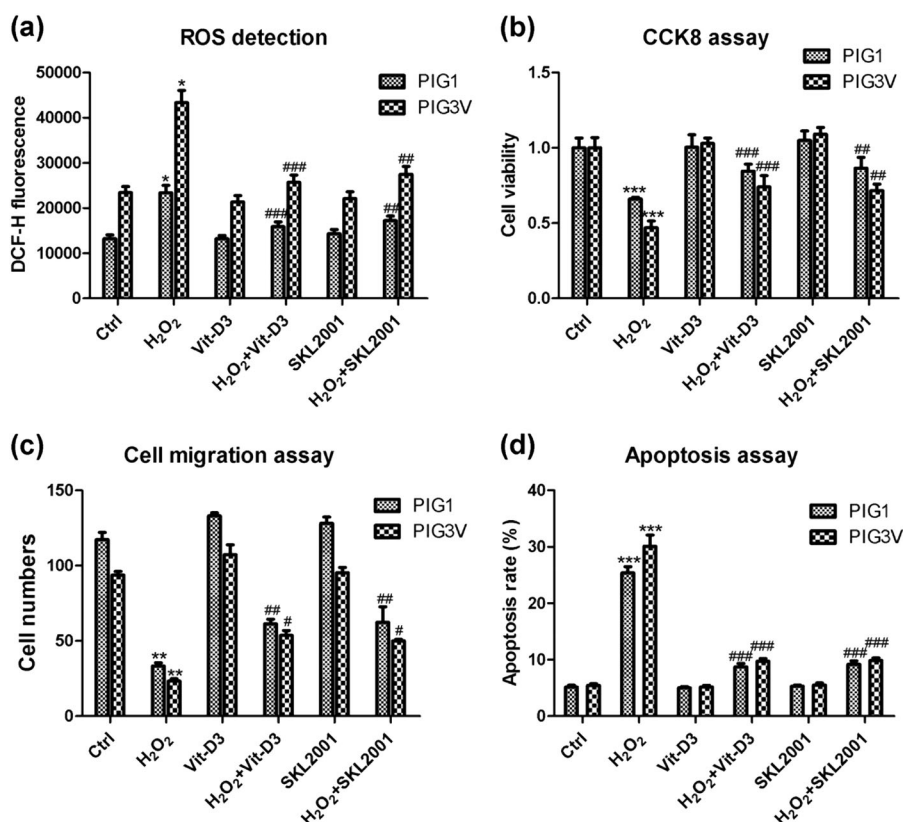 (a)
ROS detection
DCF-H fluorescence
50000
40000
30000
20000
10000
0
PIG1
PIG3V
*
*
###
###
##
##
Ctrl
H₂O₂
Vit-D3
H₂O₂+Vit-D3
SKL2001
H₂O₂+SKL2001
(b)
CCK8 assay
Cell viability
1.5
1.0
0.5
0.0
PIG1
PIG3V
***
***
###
###
##
##
Ctrl
H₂O₂
Vit-D3
H₂O₂+Vit-D3
SKL2001
H₂O₂+SKL2001
(c)
Cell migration assay
Cell numbers
150
100
50
0
PIG1
PIG3V
**
**
##
#
##
#
Ctrl
H₂O₂
Vit-D3
H₂O₂+Vit-D3
SKL2001
H₂O₂+SKL2001
(d)
Apoptosis assay
Apoptosis rate (%)
40
30
20
10
0
PIG1
PIG3V
***
***
###
###
###
###
Ctrl
H₂O₂
Vit-D3
H₂O₂+Vit-D3
SKL2001
H₂O₂+SKL2001